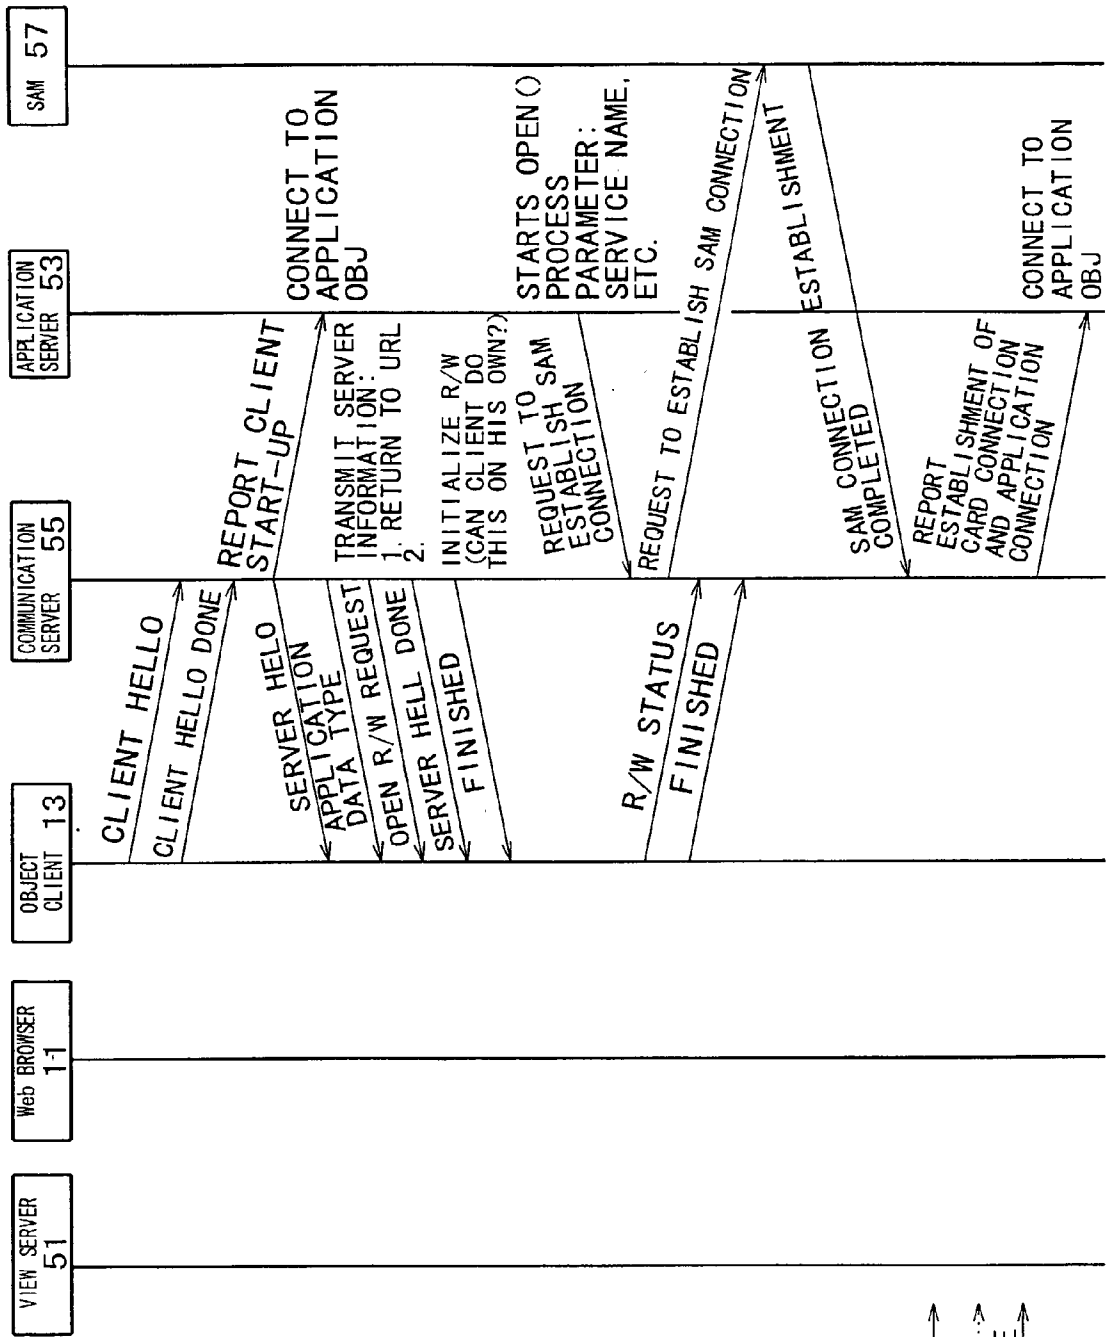 VIEW SERVER
51
Web BROWSER
11
OBJECT
CLIENT 13
COMMUNICATION
SERVER 55
APPLICATION
SERVER 53
SAM 57
CLIENT HELLO
CLIENT HELLO DONE
REPORT CLIENT
START-UP
CONNECT TO
APPLICATION
OBJ
SERVER HELO
APPLICATION
DATA TYPE
OPEN R/W REQUEST
SERVER HELL DONE
FINISHED
TRANSMIT SERVER
INFORMATION:
1. RETURN TO URL
2.
INITIALIZE R/W
(CAN CLIENT DO
THIS ON HIS OWN?)
STARTS OPEN()
PROCESS
PARAMETER:
SERVICE NAME,
ETC.
REQUEST TO
ESTABLISH SAM
CONNECTION
REQUEST TO ESTABLISH SAM CONNECTION
R/W STATUS
FINISHED
SAM CONNECTION ESTABLISHMENT
COMPLETED
REPORT
ESTABLISHMENT OF
CARD CONNECTION
AND APPLICATION
CONNECTION
CONNECT TO
APPLICATION
OBJ